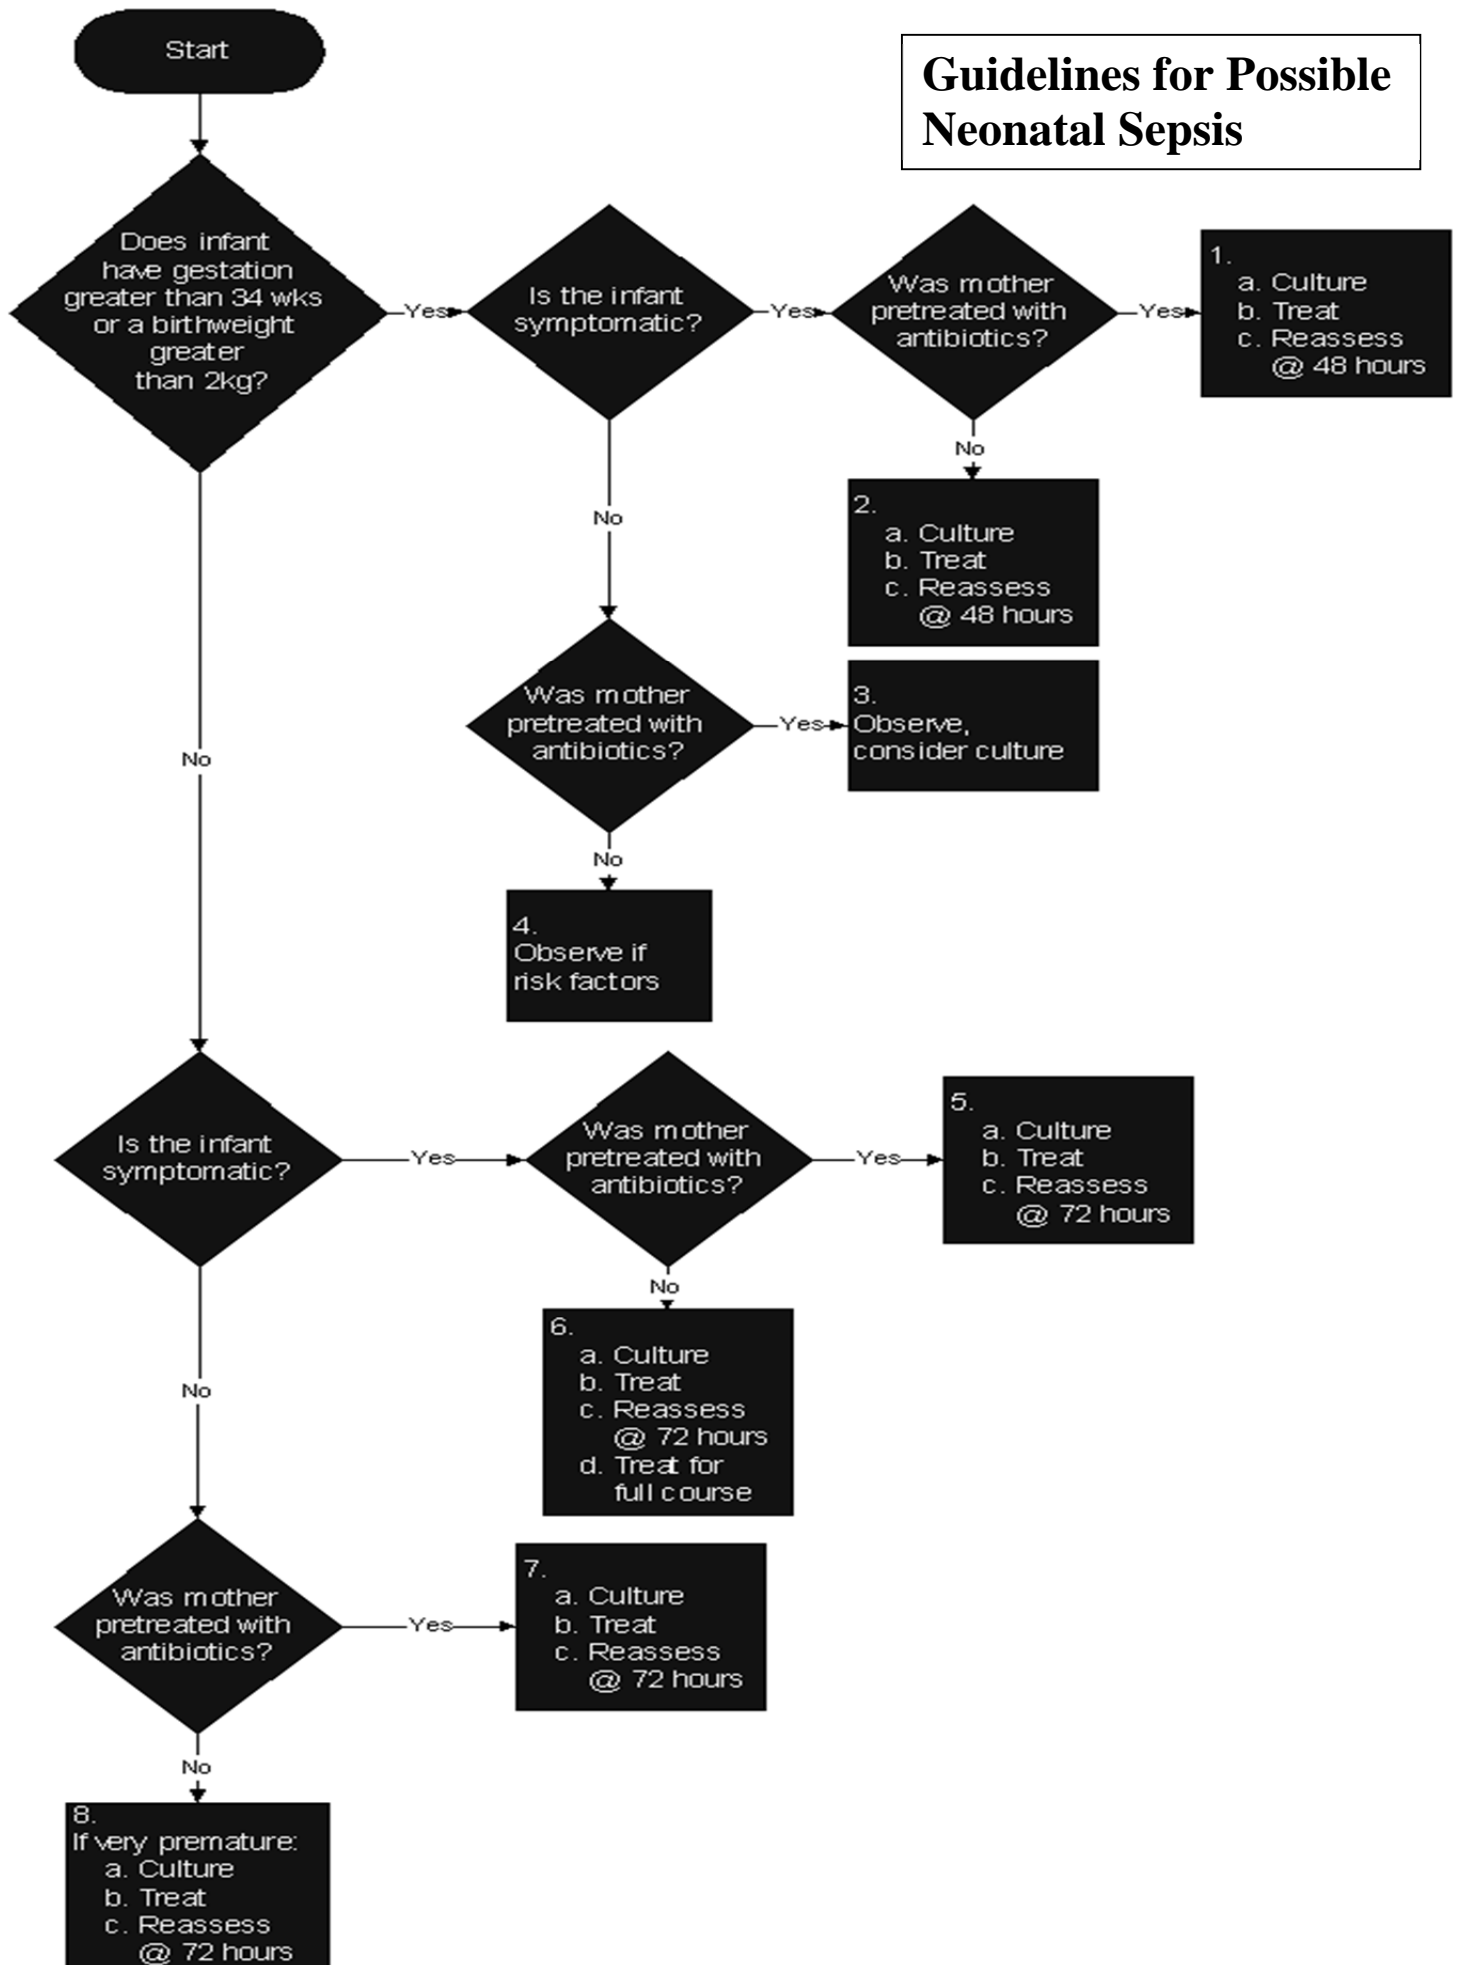 Start
Guidelines for Possible
Neonatal Sepsis
Does infant
have gestation
greater than 34 wks
or a birthweight
greater
than 2kg?
Yes
Is the infant
symptomatic?
Yes
Was mother
pretreated with
antibiotics?
Yes
1.
a. Culture
b. Treat
c. Reassess
@ 48 hours
No
2.
a. Culture
b. Treat
c. Reassess
@ 48 hours
No
Was mother
pretreated with
antibiotics?
Yes
3.
Observe,
consider culture
No
4.
Observe if
risk factors
No
Is the infant
symptomatic?
Yes
Was mother
pretreated with
antibiotics?
Yes
5.
a. Culture
b. Treat
c. Reassess
@ 72 hours
No
6.
a. Culture
b. Treat
c. Reassess
@ 72 hours
d. Treat for
full course
No
Was mother
pretreated with
antibiotics?
Yes
7.
a. Culture
b. Treat
c. Reassess
@ 72 hours
No
8.
If very premature:
a. Culture
b. Treat
c. Reassess
@ 72 hours